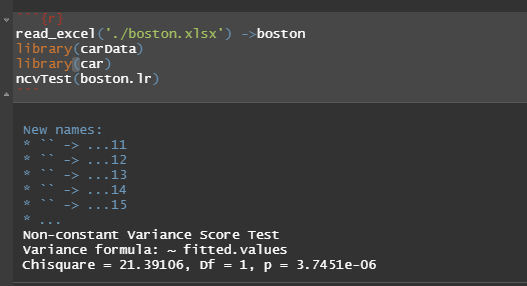 ```{r}
read_excel('./boston.xlsx') ->boston
library(carData)
library(car)
ncvTest(boston.lr)
```
New names:
* `` -> ...11
* `` -> ...12
* `` -> ...13
* `` -> ...14
* `` -> ...15
* ...
Non-constant Variance Score Test
Variance formula: ~ fitted.values
Chisquare = 21.39106, Df = 1, p = 3.7451e-06